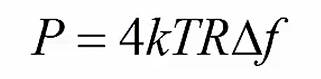 P = 4kTRΔf